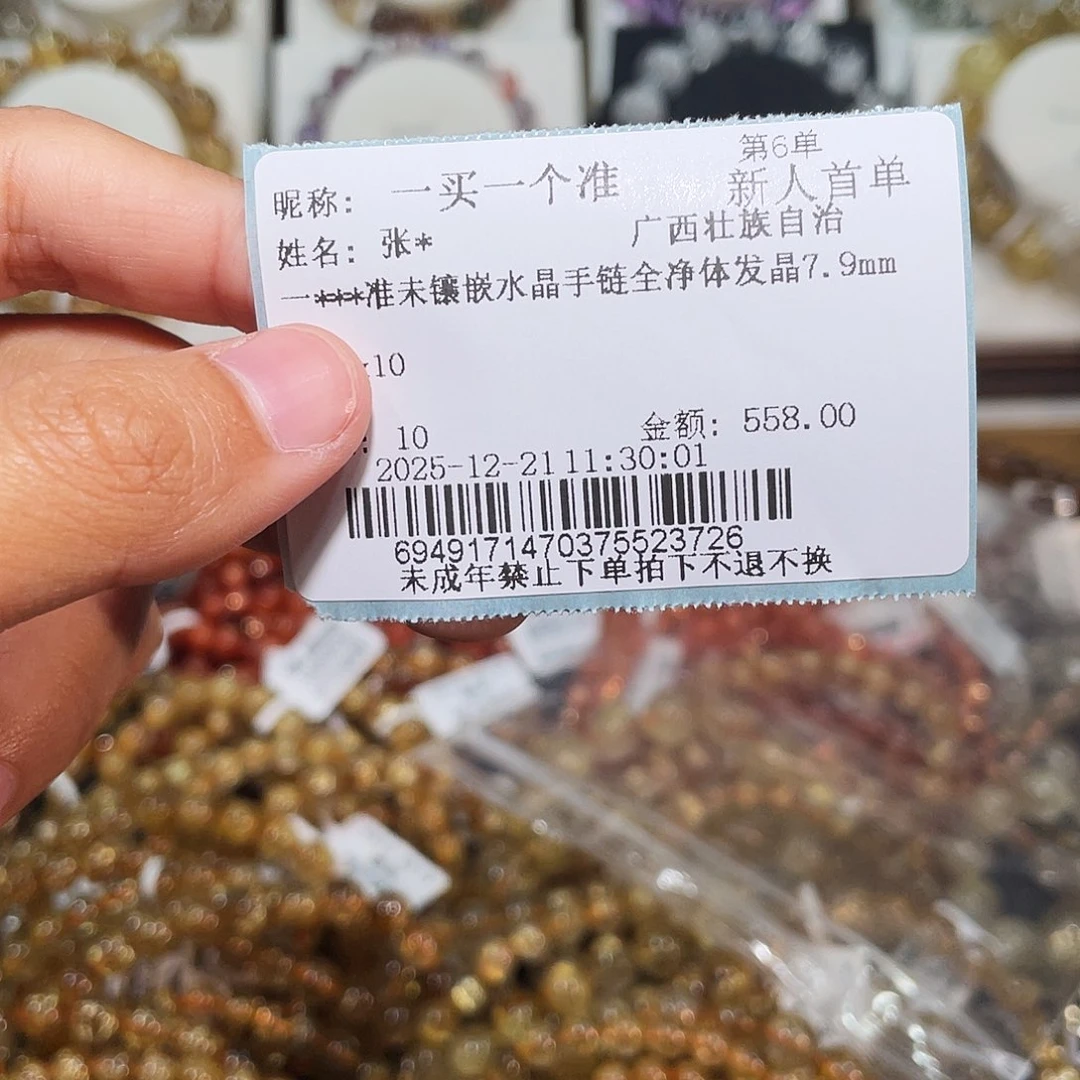 第6单
昵称: 一买一个准 新人首单
姓名: 张* 广西壮族自治
一***准未镶嵌水晶手链全净体发晶7.9mm
10
: 10 金额: 558.00
2025-12-21 11:30:01
6949171470375523726
未成年禁止下单拍下不退不换